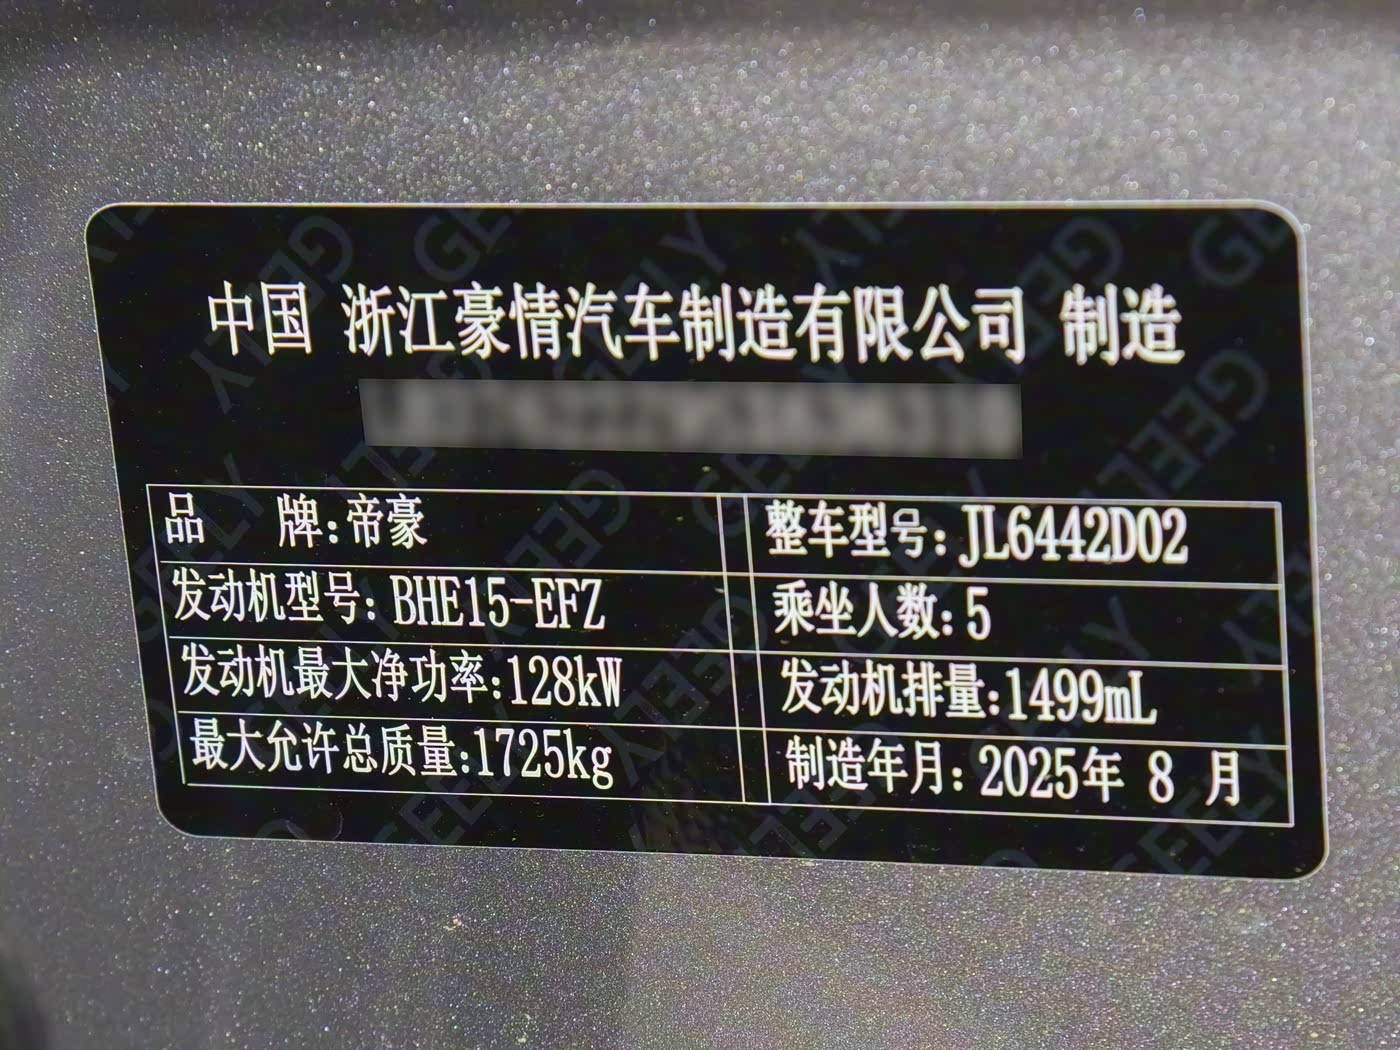 中国 浙江豪情汽车制造有限公司 制造
品 牌:帝豪
整车型号:JL6442D02
发动机型号:BHE15-EFZ
乘坐人数:5
发动机最大净功率:128kW
发动机排量:1499mL
最大允许总质量:1725kg
制造年月:2025年 8 月
GEELY